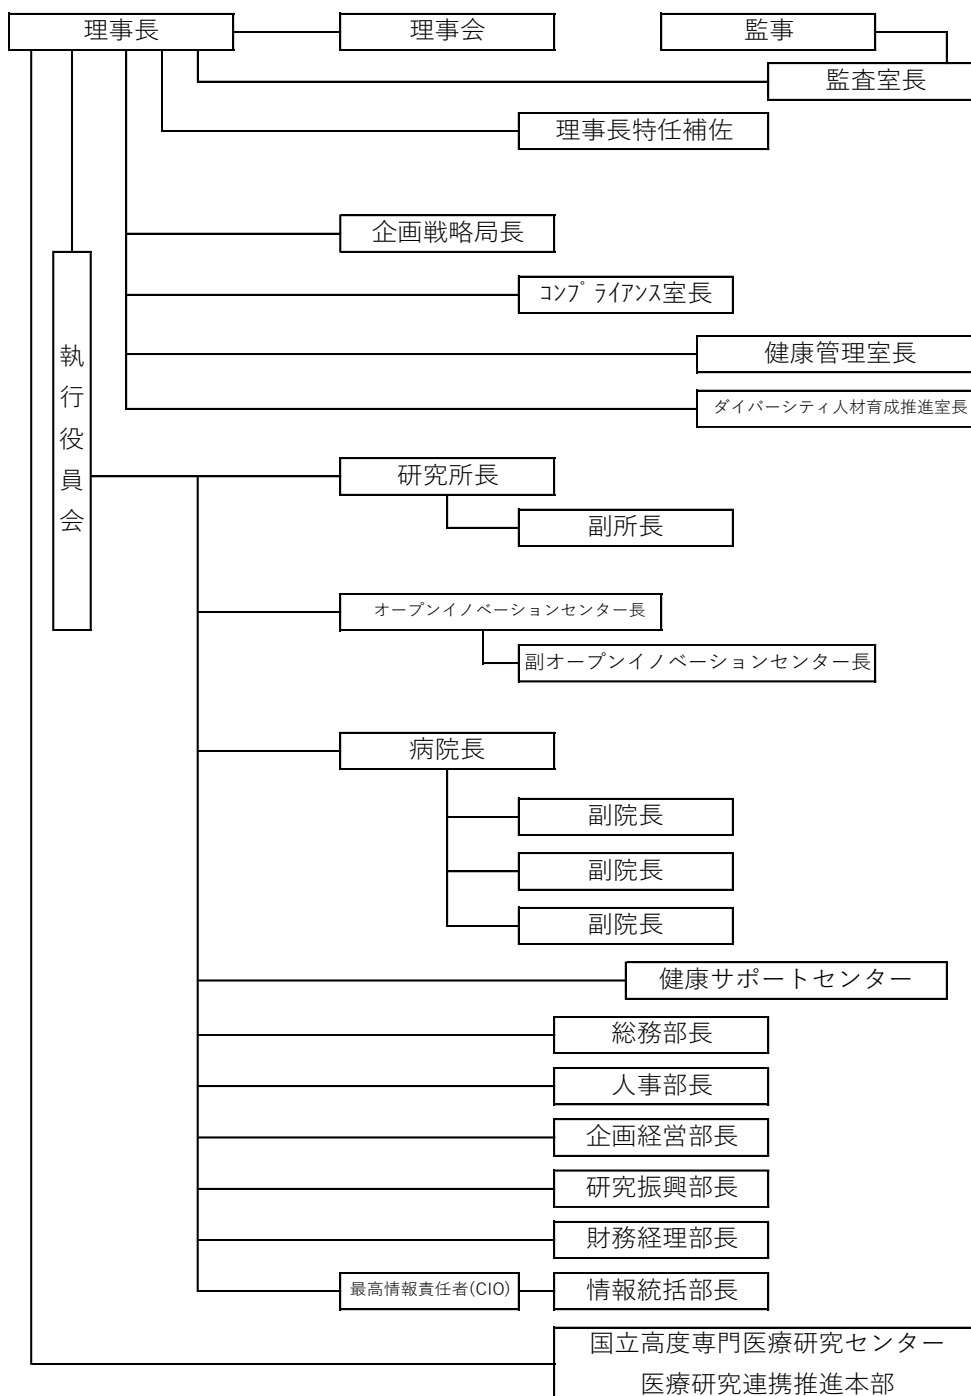 理事長
理事会
監事
監査室長
理事長特任補佐
企画戦略局長
ｺﾝﾌﾟﾗｲｱﾝｽ室長
執行役員会
健康管理室長
ダイバーシティ人材育成推進室長
研究所長
副所長
オープンイノベーションセンター長
副オープンイノベーションセンター長
病院長
副院長
副院長
副院長
健康サポートセンター
総務部長
人事部長
企画経営部長
研究振興部長
財務経理部長
最高情報責任者(CIO)
情報統括部長
国立高度専門医療研究センター
医療研究連携推進本部